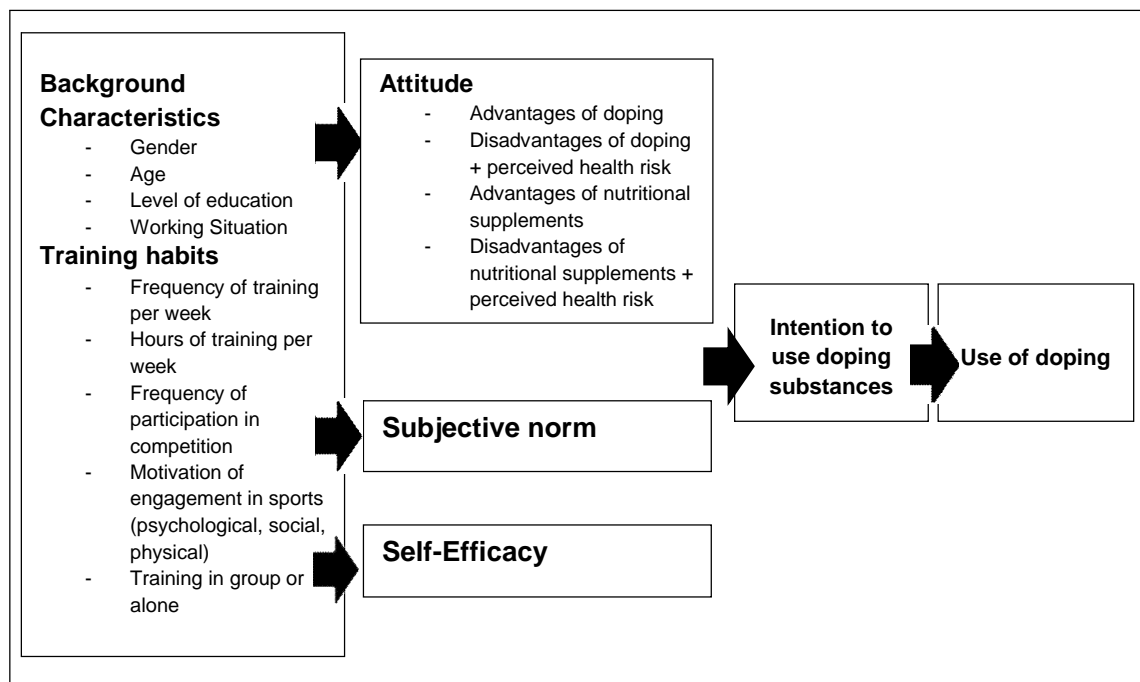 Background
Characteristics
- Gender
- Age
- Level of education
- Working Situation
Training habits
- Frequency of training
per week
- Hours of training per
week
- Frequency of
participation in
competition
- Motivation of
engagement in sports
(psychological, social,
physical)
- Training in group or
alone
Attitude
- Advantages of doping
- Disadvantages of doping
+ perceived health risk
- Advantages of nutritional
supplements
- Disadvantages of
nutritional supplements +
perceived health risk
Subjective norm
Self-Efficacy
Intention to
use doping
substances
Use of doping